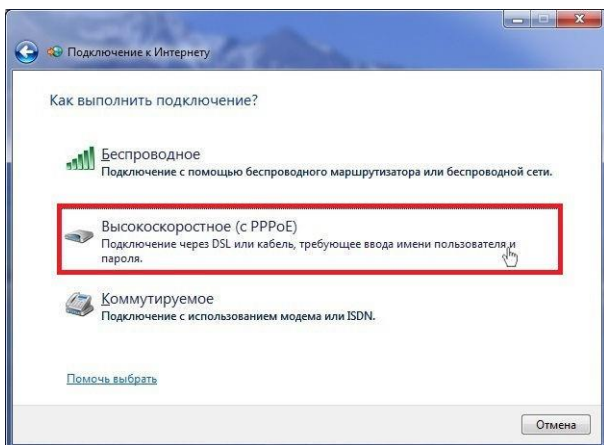 Подключение к Интернету
Как выполнить подключение?
Беспроводное
Подключение с помощью беспроводного маршрутизатора или беспроводной сети.
Высокоскоростное (с PPPoE)
Подключение через DSL или кабель, требующее ввода имени пользователя и
пароля.
Коммутируемое
Подключение с использованием модема или ISDN.
Помочь выбрать
Отмена